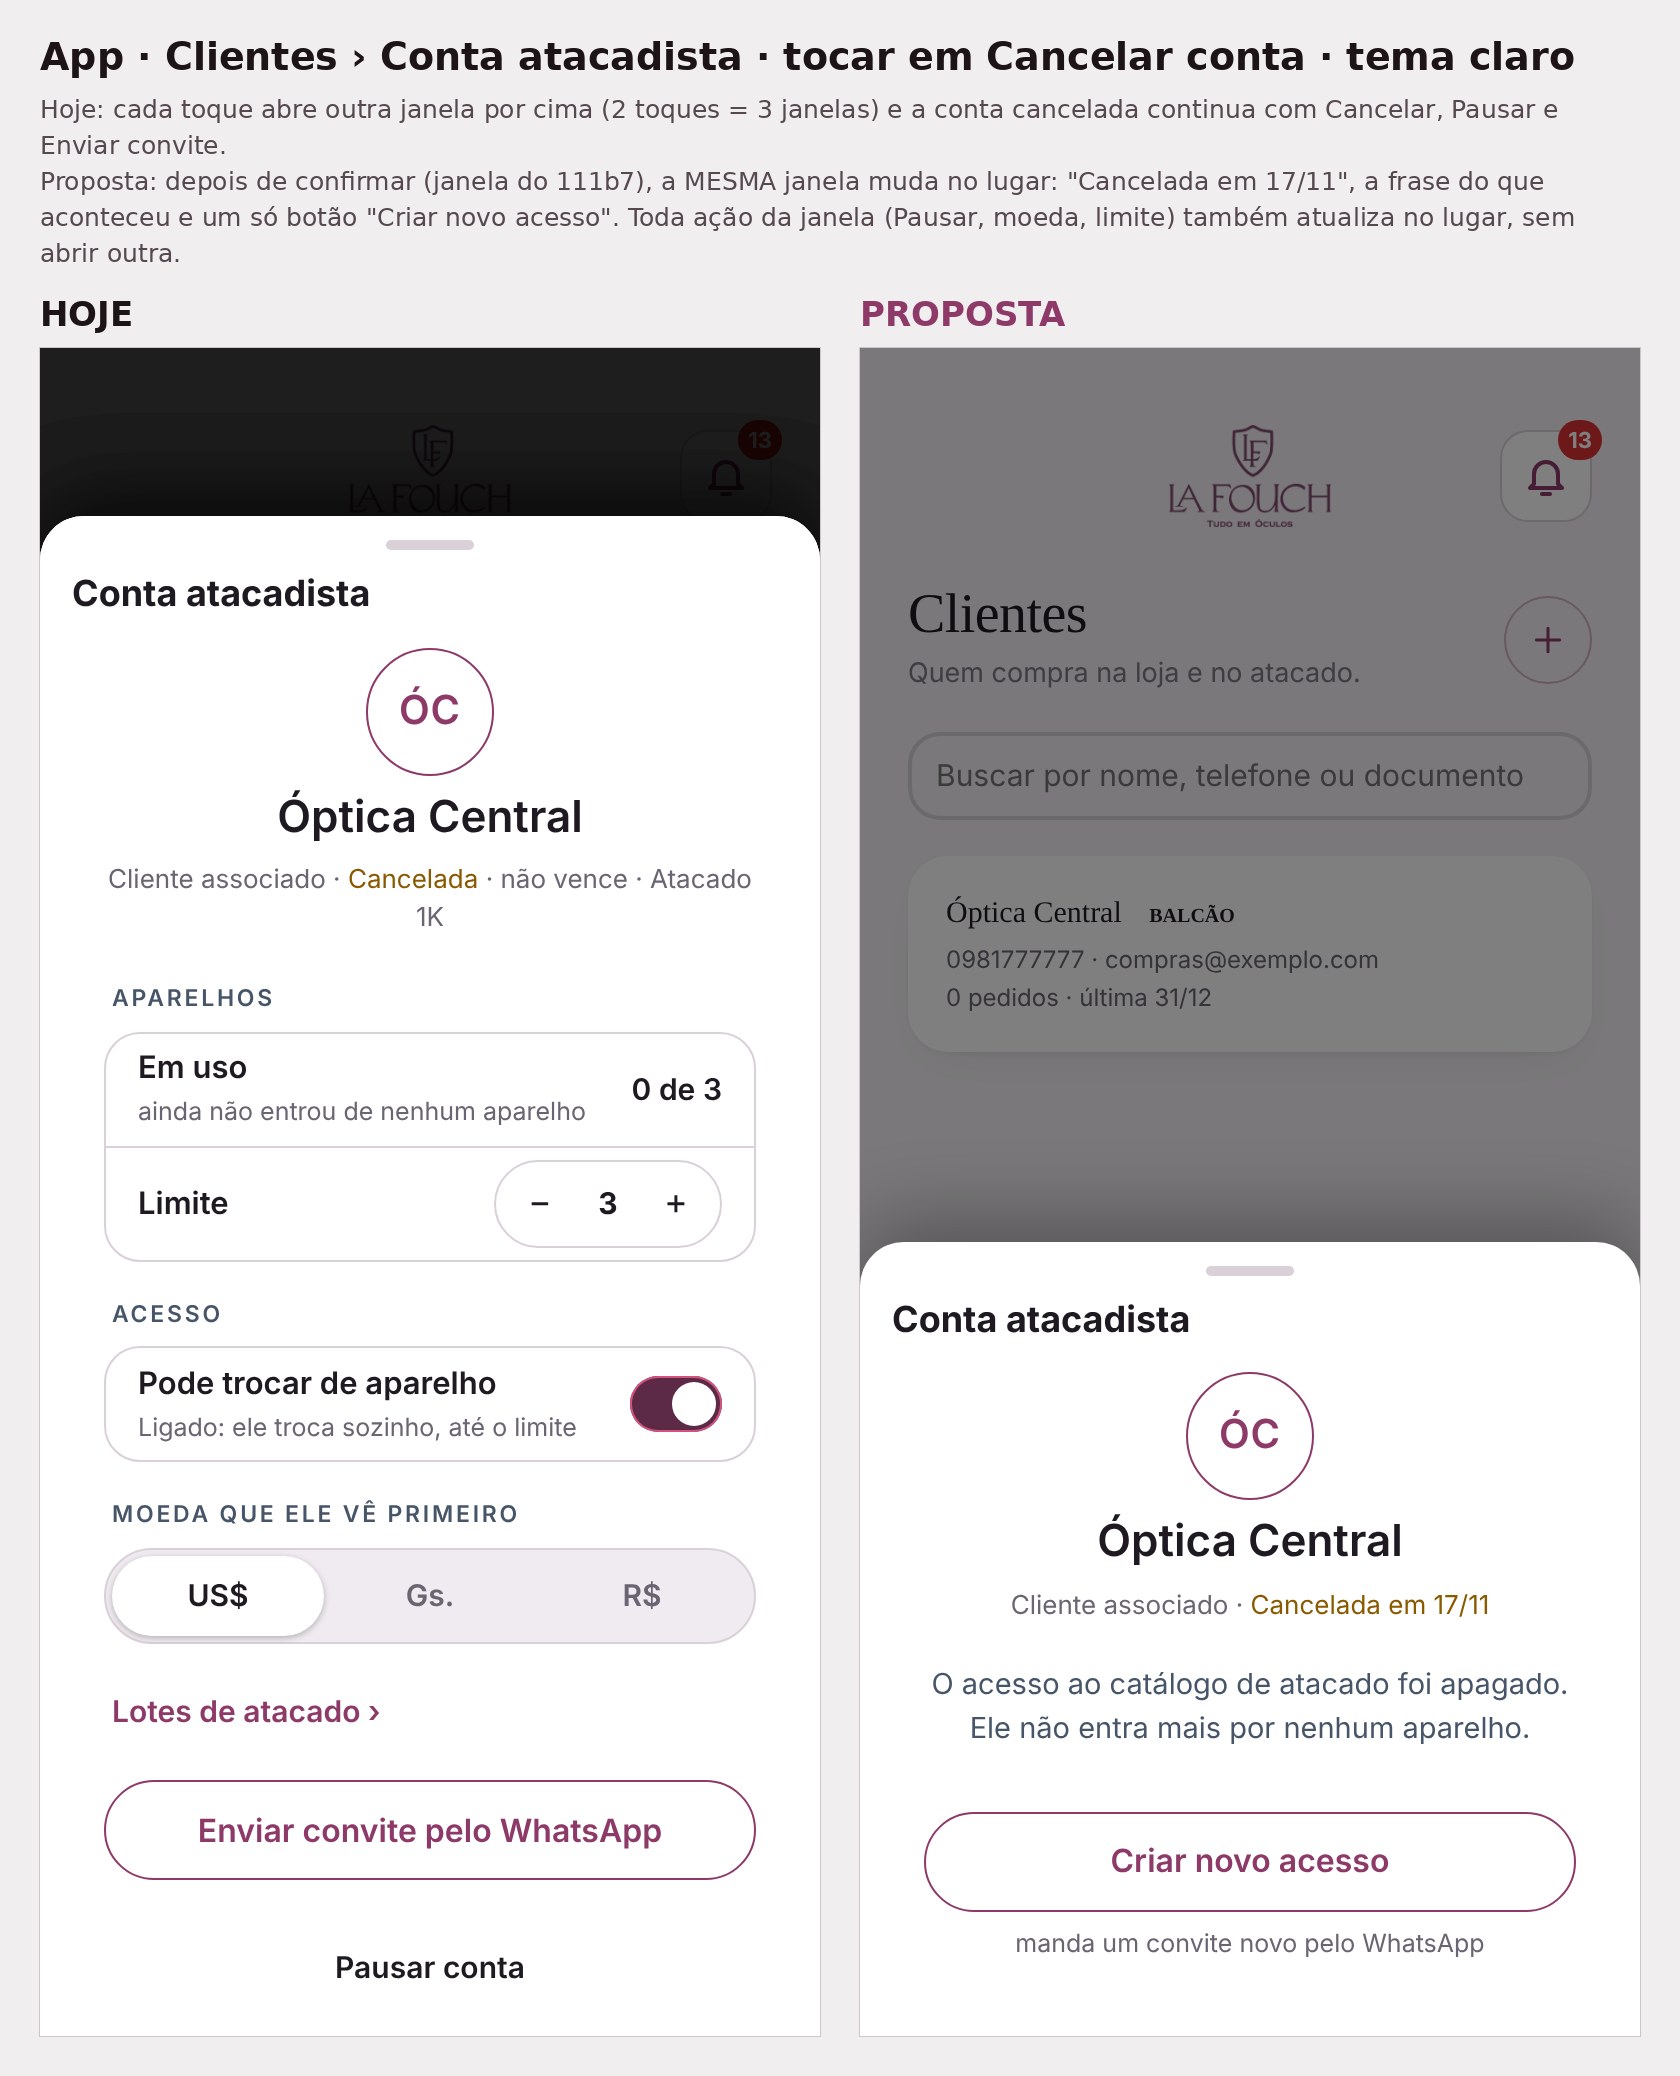 App · Clientes › Conta atacadista · tocar em Cancelar conta · tema claro
Hoje: cada toque abre outra janela por cima (2 toques = 3 janelas) e a conta cancelada continua com Cancelar, Pausar e
Enviar convite.
Proposta: depois de confirmar (janela do 111b7), a MESMA janela muda no lugar: "Cancelada em 17/11", a frase do que
aconteceu e um só botão "Criar novo acesso". Toda ação da janela (Pausar, moeda, limite) também atualiza no lugar, sem
abrir outra.
HOJE
13
LF
LA FOUCH
Conta atacadista
ÓC
Óptica Central
Cliente associado · Cancelada · não vence · Atacado
1K
APARELHOS
Em uso
ainda não entrou de nenhum aparelho
0 de 3
Limite
− 3 +
ACESSO
Pode trocar de aparelho
Ligado: ele troca sozinho, até o limite
MOEDA QUE ELE VÊ PRIMEIRO
US$ Gs. R$
Lotes de atacado ›
Enviar convite pelo WhatsApp
Pausar conta
PROPOSTA
13
LF
LA FOUCH
TUDO EM ÓCULOS
Clientes
+
Quem compra na loja e no atacado.
Buscar por nome, telefone ou documento
Óptica Central BALCÃO
0981777777 · compras@exemplo.com
0 pedidos · última 31/12
Conta atacadista
ÓC
Óptica Central
Cliente associado · Cancelada em 17/11
O acesso ao catálogo de atacado foi apagado.
Ele não entra mais por nenhum aparelho.
Criar novo acesso
manda um convite novo pelo WhatsApp